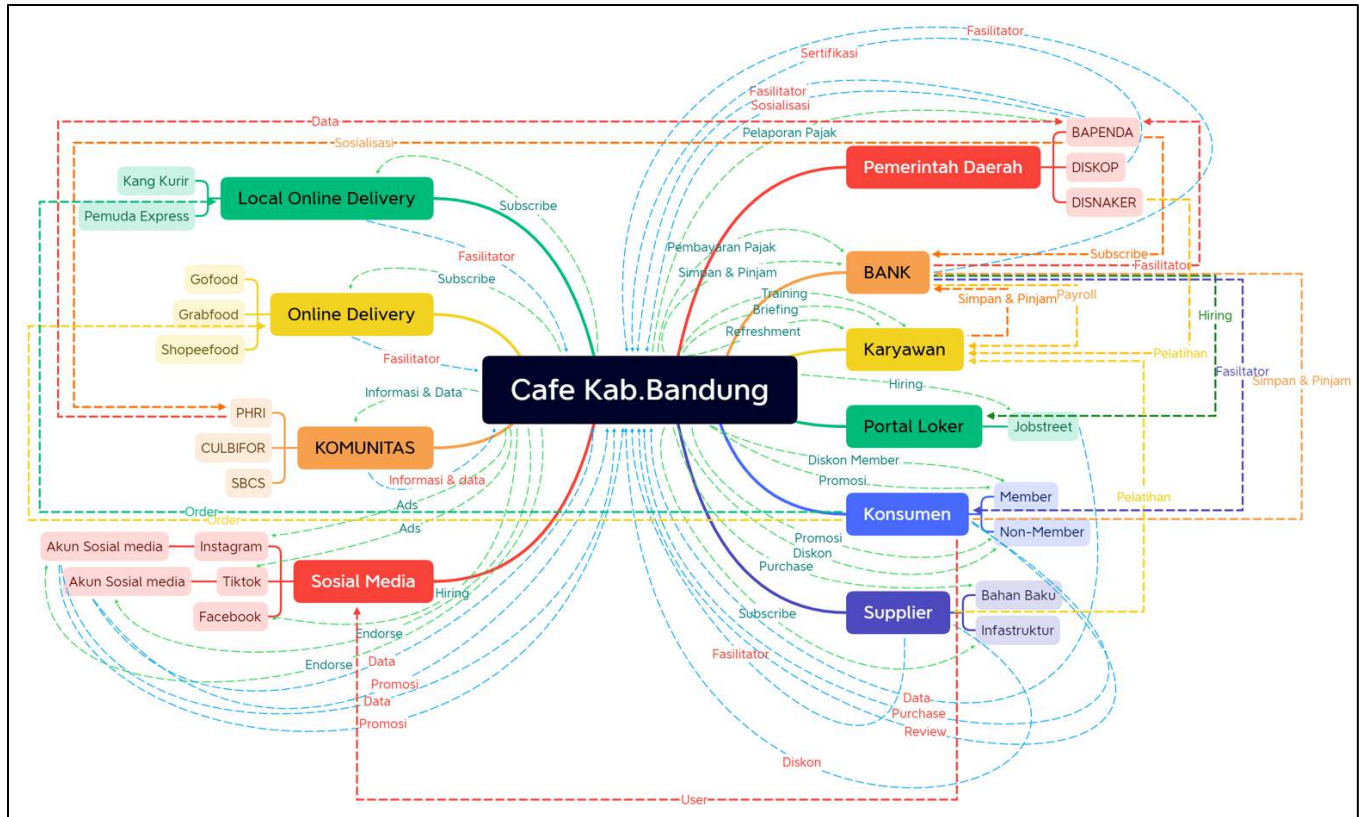 Fasilitator
Sertifikasi
Fasilitator
Sosialisasi
Data
Pelaporan Pajak
BAPENDA
Sosialisasi
Pemerintah Daerah
DISKOP
Kang Kurir
Local Online Delivery
DISNAKER
Pemuda Express
Subscribe
Pembayaran Pajak
Subscribe
Fasilitator
Fasilitator
Simpan & Pinjam
BANK
Gofood
Subscribe
Training
Simpan & Pinjam
Payroll
Grabfood
Online Delivery
Briefing
Hiring
Refreshment
Shopeefood
Karyawan
Pelatihan
Fasilitator
Fasiltator
Simpan & Pinjam
Cafe Kab.Bandung
Hiring
Informasi & Data
PHRI
Portal Loker
Jobstreet
CULBIFOR
KOMUNITAS
Diskon Member
SBCS
Informasi & data
Promosi
Member
Pelatihan
Ads
Order
Order
Konsumen
Ads
Non-Member
Akun Sosial media
Instagram
Promosi
Diskon
Purchase
Akun Sosial media
Tiktok
Sosial Media
Hiring
Bahan Baku
Facebook
Subscribe
Supplier
Infastruktur
Endorse
Fasilitator
Endorse
Data
Promosi
Data
Data
Purchase
Promosi
Review
Diskon
User